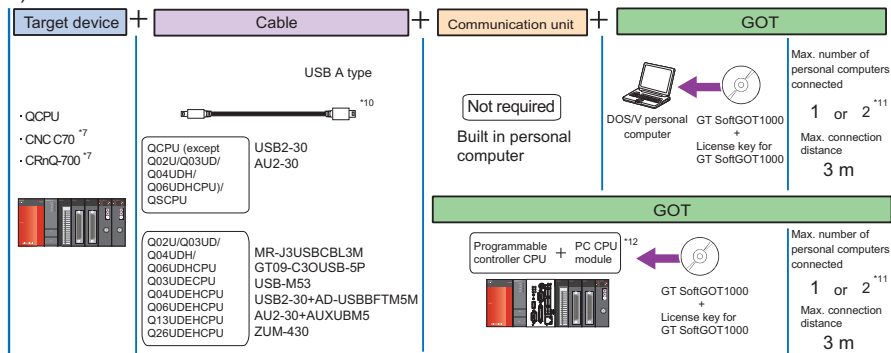 Target device
+
Cable
+
Communication unit
+
GOT
· QCPU
· CNC C70 *7
· CRnQ-700 *7
USB A type
*10
QCPU (except
Q02U/Q03UD/
Q04UDH/
Q06UDHCPU)/
QSCPU
USB2-30
AU2-30
Q02U/Q03UD/
Q04UDH/
Q06UDHCPU
Q03UDECPU
Q04UDEHCPU
Q06UDEHCPU
Q13UDEHCPU
Q26UDEHCPU
MR-J3USBCBL3M
GT09-C3OUSB-5P
USB-M53
USB2-30+AD-USBBFTM5M
AU2-30+AUXUBM5
ZUM-430
Not required
Built in personal
computer
DOS/V personal
computer
GT SoftGOT1000
+
License key for
GT SoftGOT1000
Max. number of
personal computers
connected
1 or 2 *11
Max. connection
distance
3 m
GOT
Programmable
controller CPU
+
PC CPU
module
*12
GT SoftGOT1000
+
License key for
GT SoftGOT1000
Max. number of
personal computers
connected
1 or 2 *11
Max. connection
distance
3 m